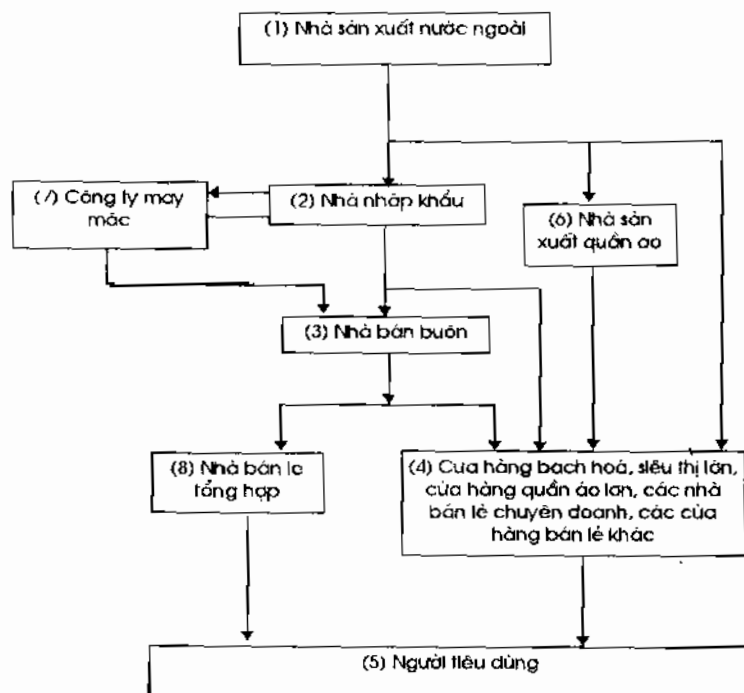 (1) Nhà sản xuất nước ngoài
(7) Công ty may
mắc
(2) Nhà nhập khẩu
(6) Nhà sản
xuất quần áo
(3) Nhà bán buôn
(8) Nhà bán lẻ
tổng hợp
(4) Cửa hàng bách hoá, siêu thị lớn,
cửa hàng quần áo lớn, các nhà
bán lẻ chuyên doanh, các cửa
hàng bán lẻ khác
(5) Người tiêu dùng